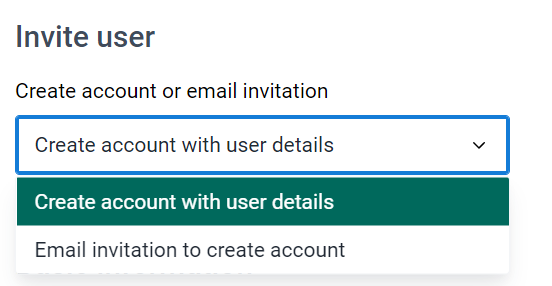 Invite user
Create account or email invitation
Create account with user details
Create account with user details
Email invitation to create account